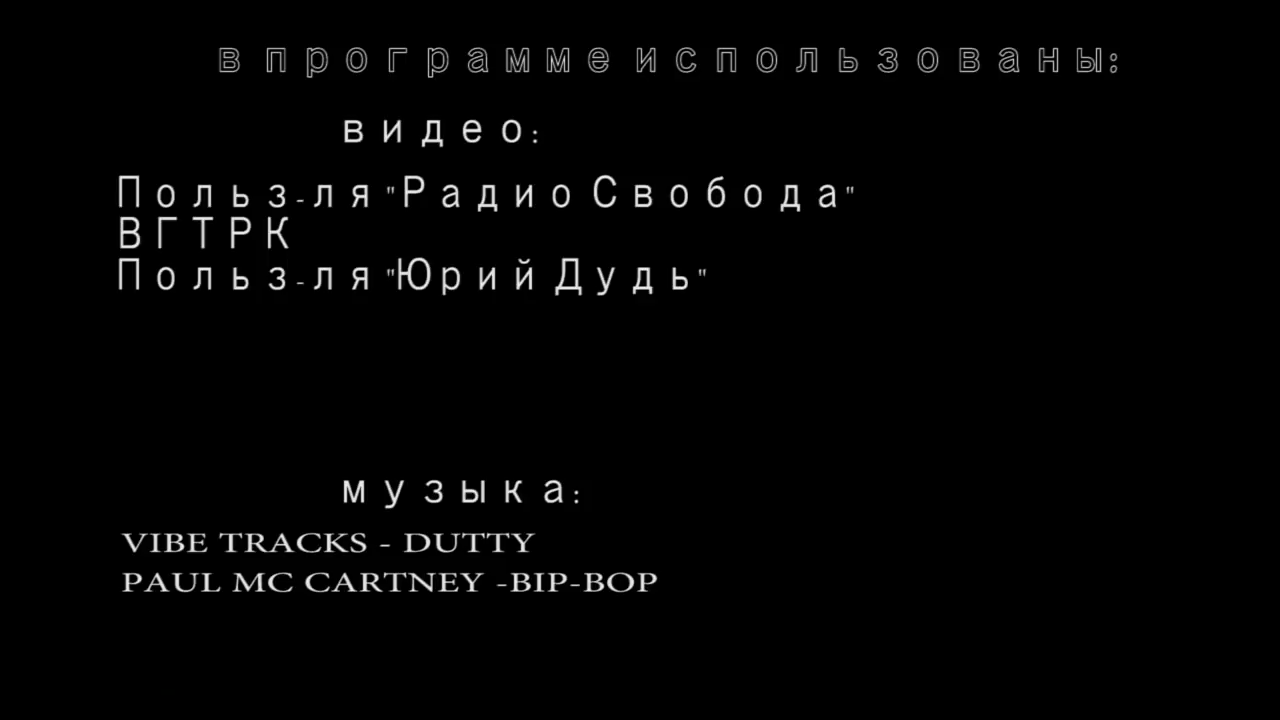 в программе использованы:
видео:
Польз-ля "Радио Свобода"
ВГТРК
Польз-ля "Юрий Дудь"
музыка:
VIBE TRACKS - DUTTY
PAUL MC CARTNEY -BIP-BOP